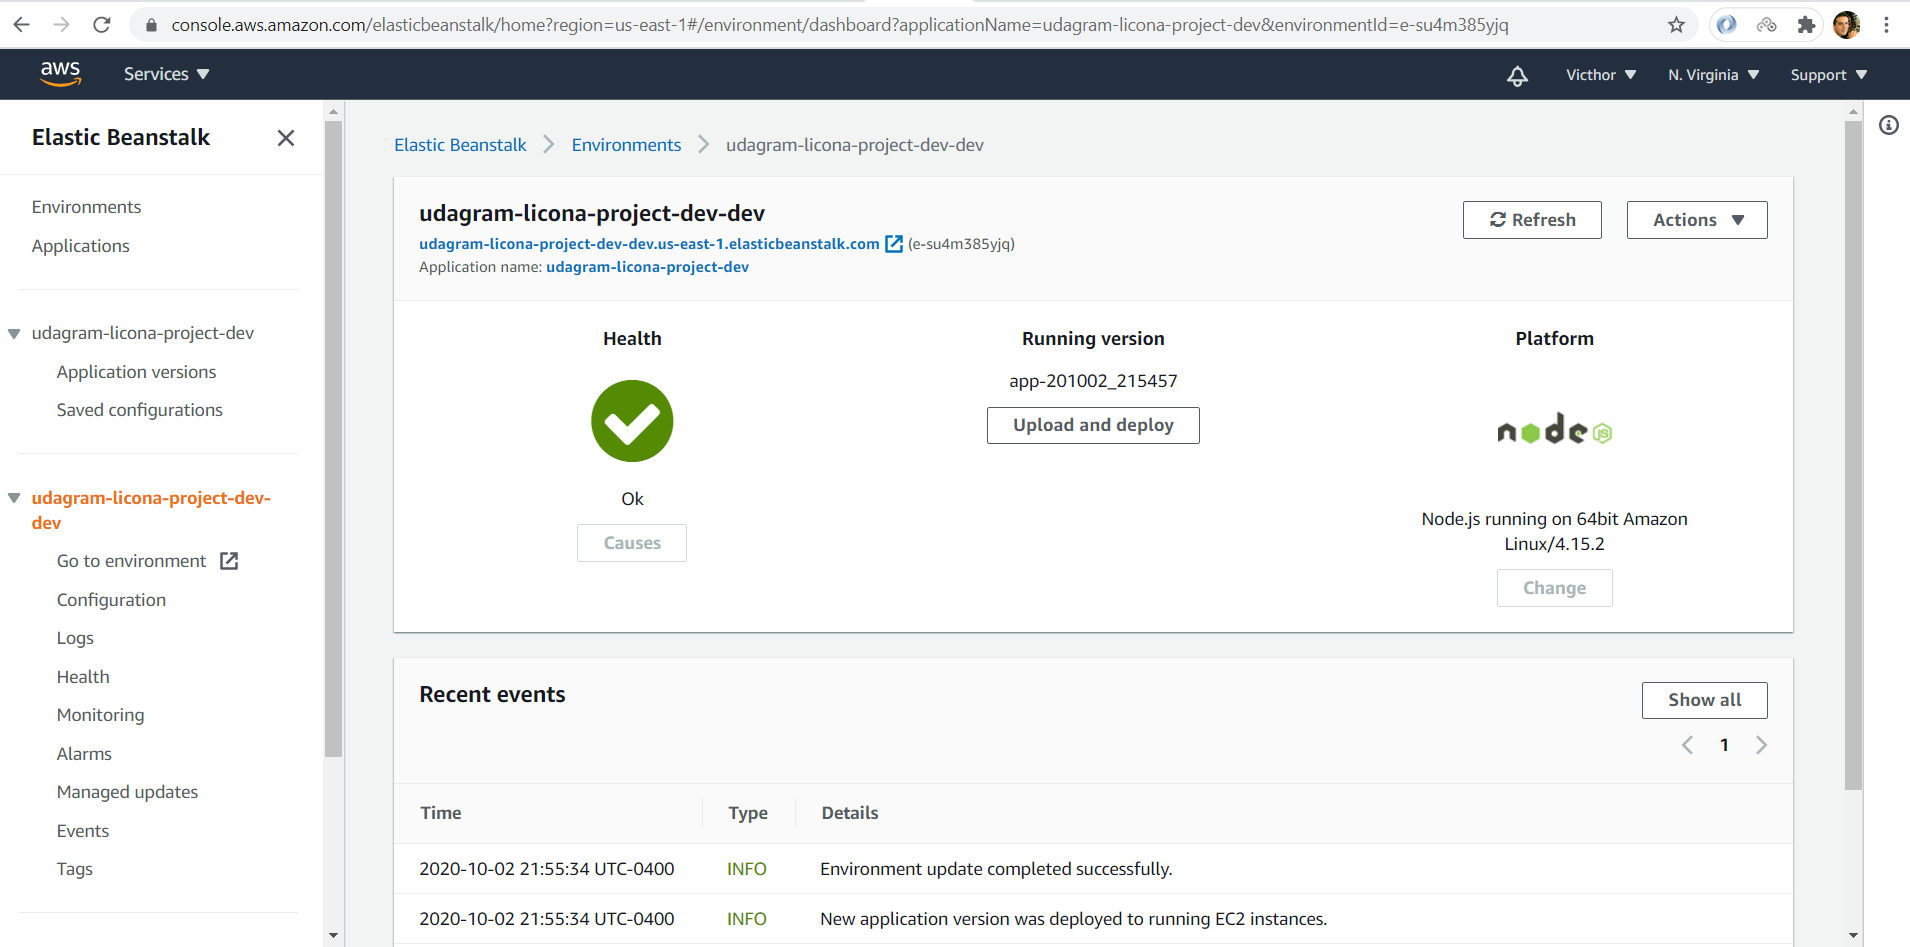 console.aws.amazon.com/elasticbeanstalk/home?region=us-east-1#/environment/dashboard?applicationName=udagram-licona-project-dev&environmentId=e-su4m385yjq
aws
Services
Victhor
N. Virginia
Support
Elastic Beanstalk
Environments
Applications
udagram-licona-project-dev
Application versions
Saved configurations
udagram-licona-project-dev-
dev
Go to environment
Configuration
Logs
Health
Monitoring
Alarms
Managed updates
Events
Tags
Elastic Beanstalk > Environments > udagram-licona-project-dev-dev
udagram-licona-project-dev-dev
udagram-licona-project-dev-dev.us-east-1.elasticbeanstalk.com (e-su4m385yjq)
Application name: udagram-licona-project-dev
Refresh
Actions
Health
Ok
Causes
Running version
app-201002_215457
Upload and deploy
Platform
node js
Node.js running on 64bit Amazon
Linux/4.15.2
Change
Recent events
Show all
< 1 >
Time Type Details
2020-10-02 21:55:34 UTC-0400 INFO Environment update completed successfully.
2020-10-02 21:55:34 UTC-0400 INFO New application version was deployed to running EC2 instances.